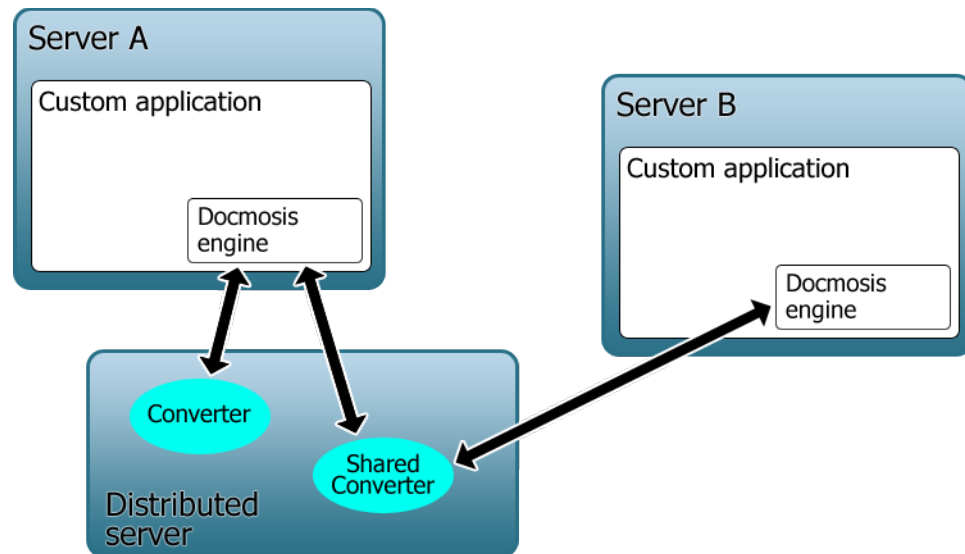 Server A
Custom application
Docmosis
engine
Server B
Custom application
Docmosis
engine
Converter
Shared
Converter
Distributed
server